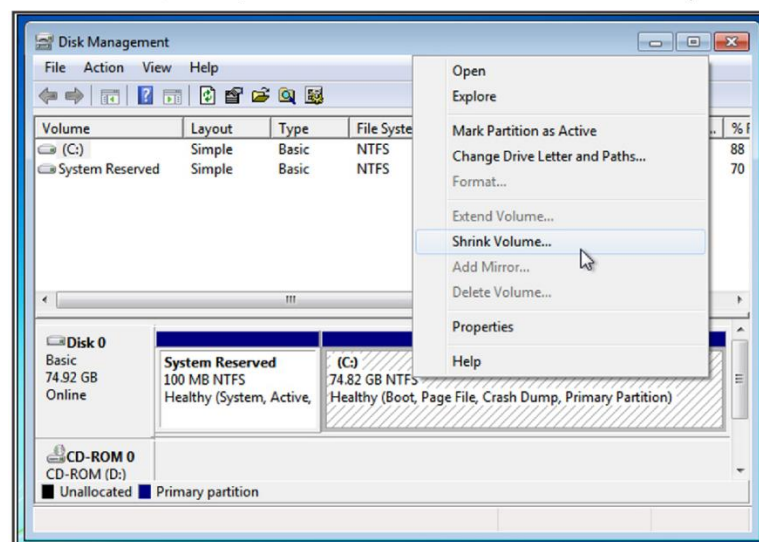 Disk Management
File Action View Help
Volume Layout Type File Syste
(C:) Simple Basic NTFS 88
System Reserved Simple Basic NTFS 70
Open
Explore
Mark Partition as Active
Change Drive Letter and Paths...
Format...
Extend Volume...
Shrink Volume...
Add Mirror...
Delete Volume...
Properties
Help
Disk 0
Basic
74.92 GB
Online
System Reserved
100 MB NTFS
Healthy (System, Active,
(C:)
74.82 GB NTFS
Healthy (Boot, Page File, Crash Dump, Primary Partition)
CD-ROM 0
CD-ROM (D:)
Unallocated Primary partition